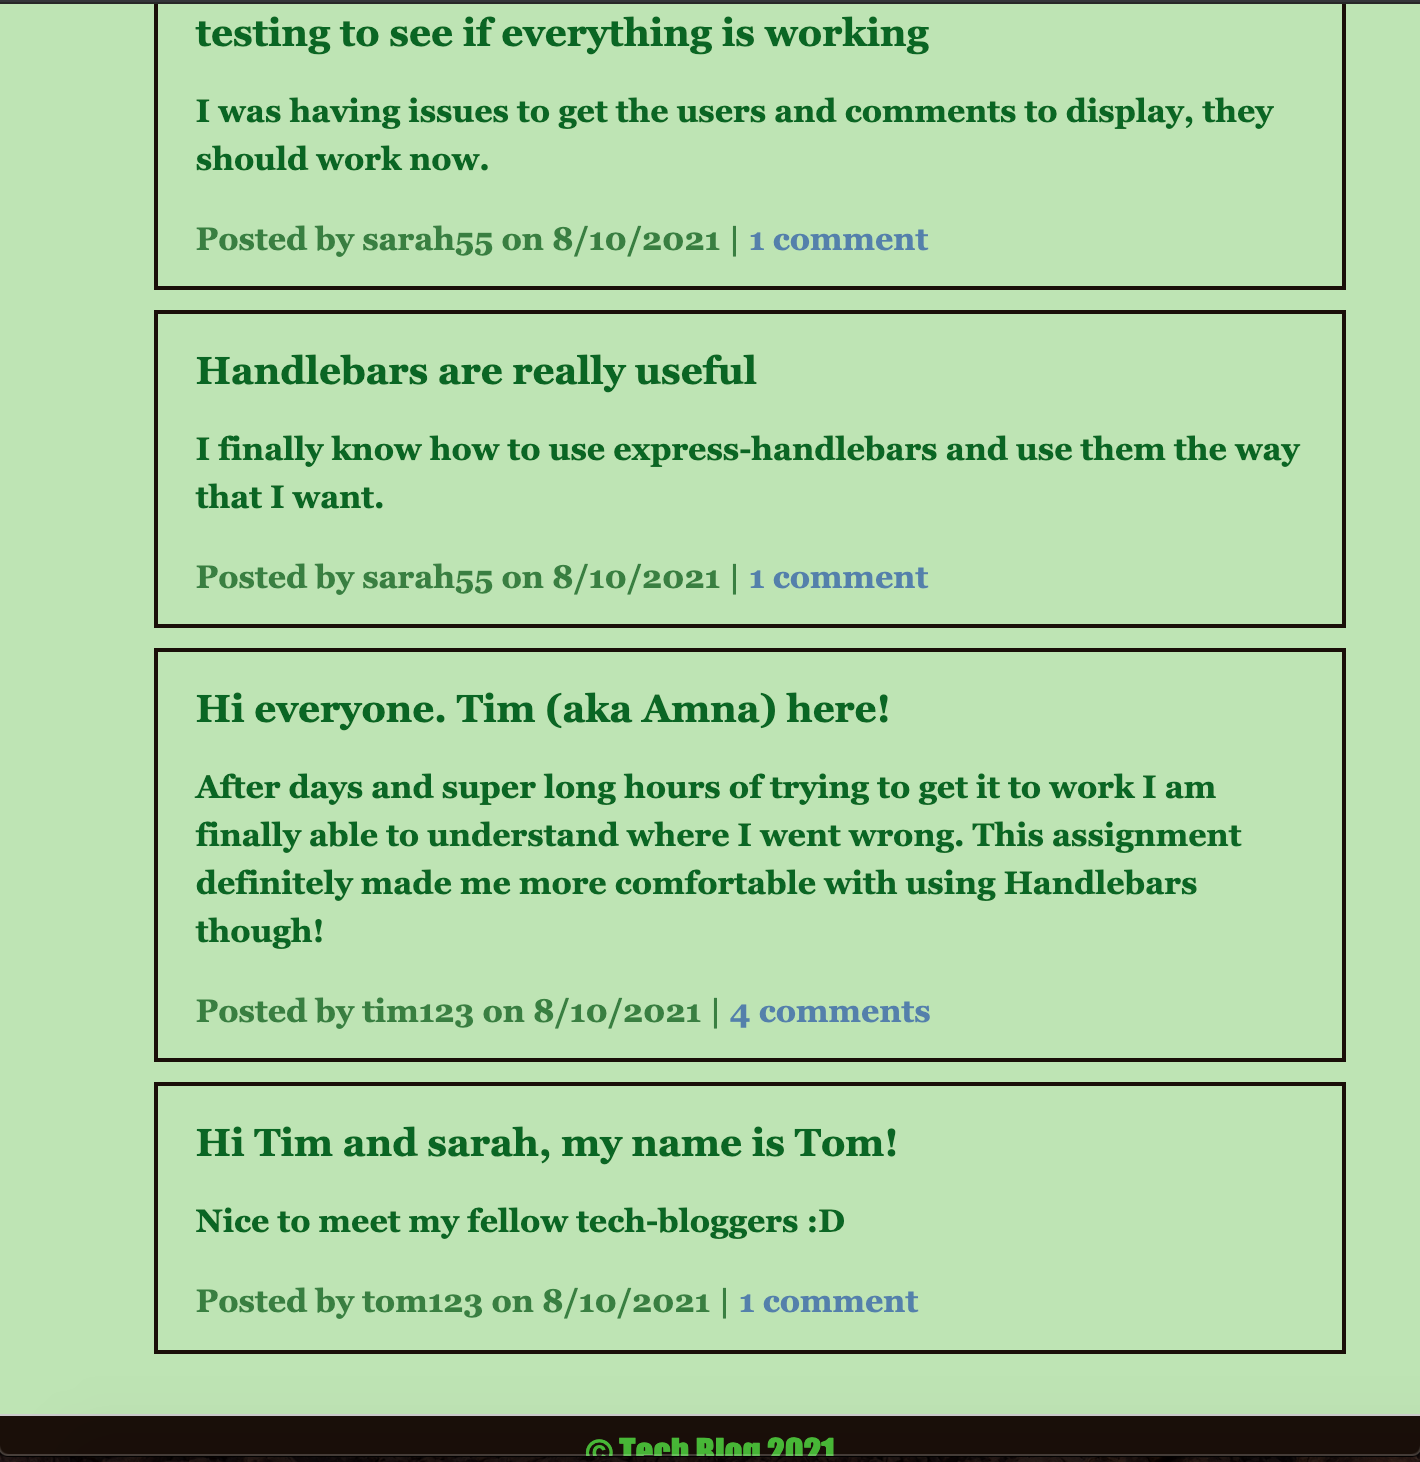 testing to see if everything is working
I was having issues to get the users and comments to display, they
should work now.
Posted by sarah55 on 8/10/2021 | 1 comment
Handlebars are really useful
I finally know how to use express-handlebars and use them the way
that I want.
Posted by sarah55 on 8/10/2021 | 1 comment
Hi everyone. Tim (aka Amna) here!
After days and super long hours of trying to get it to work I am
finally able to understand where I went wrong. This assignment
definitely made me more comfortable with using Handlebars
though!
Posted by tim123 on 8/10/2021 | 4 comments
Hi Tim and sarah, my name is Tom!
Nice to meet my fellow tech-bloggers :D
Posted by tom123 on 8/10/2021 | 1 comment
© Tech Blog 2021